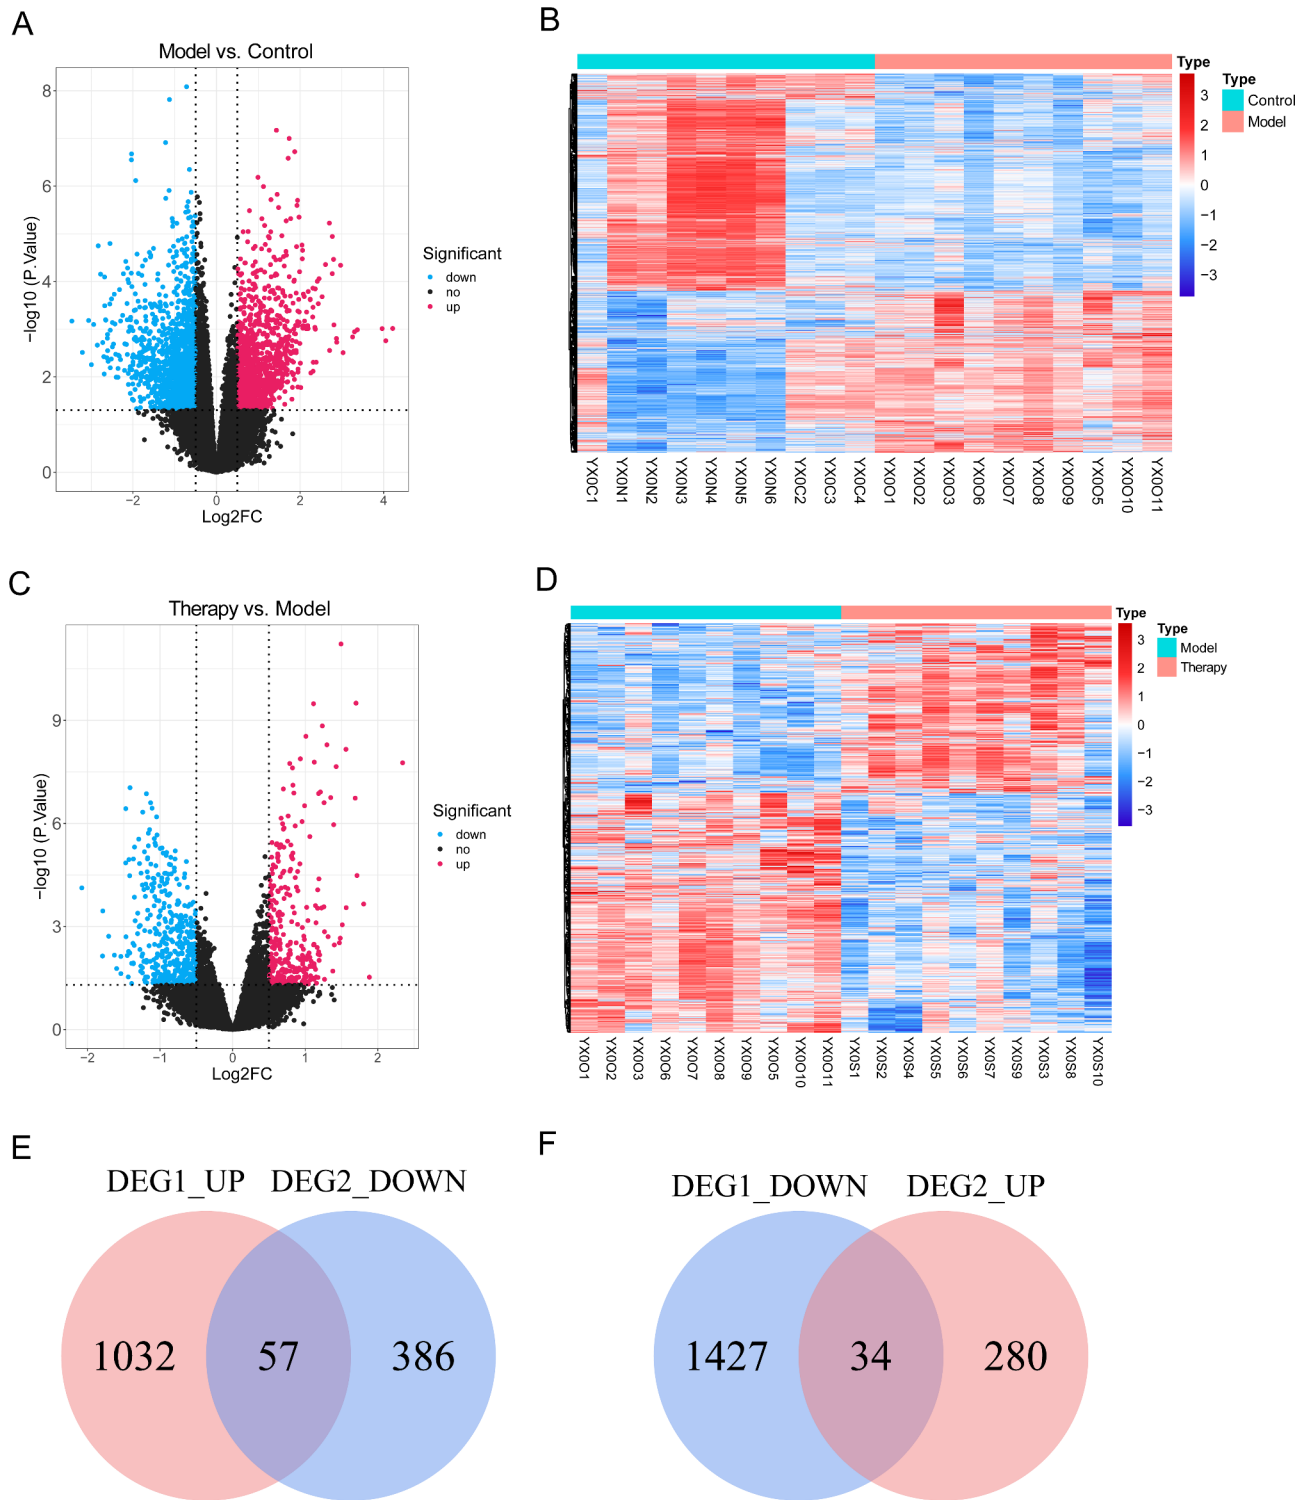 A
Model vs. Control
−log10 (P.Value)
8
6
4
2
0
−2
0
2
4
Log2FC
Significant
down
no
up
B
Type
3
2
1
0
−1
−2
−3
Type
Control
Model
YX0C1
YX0N1
YX0N2
YX0N3
YX0N4
YX0N5
YX0N6
YX0C2
YX0C3
YX0C4
YX0O1
YX0O2
YX0O3
YX0O6
YX0O7
YX0O8
YX0O9
YX0O5
YX0O10
YX0O11
C
Therapy vs. Model
−log10 (P.Value)
9
6
3
0
−2
−1
0
1
2
Log2FC
Significant
down
no
up
D
Type
3
2
1
0
−1
−2
−3
Type
Model
Therapy
YX0O1
YX0O2
YX0O3
YX0O6
YX0O7
YX0O8
YX0O9
YX0O5
YX0O10
YX0O11
YX0S1
YX0S2
YX0S4
YX0S5
YX0S6
YX0S7
YX0S9
YX0S3
YX0S8
YX0S10
E
DEG1_UP DEG2_DOWN
1032 57 386
F
DEG1_DOWN DEG2_UP
1427 34 280